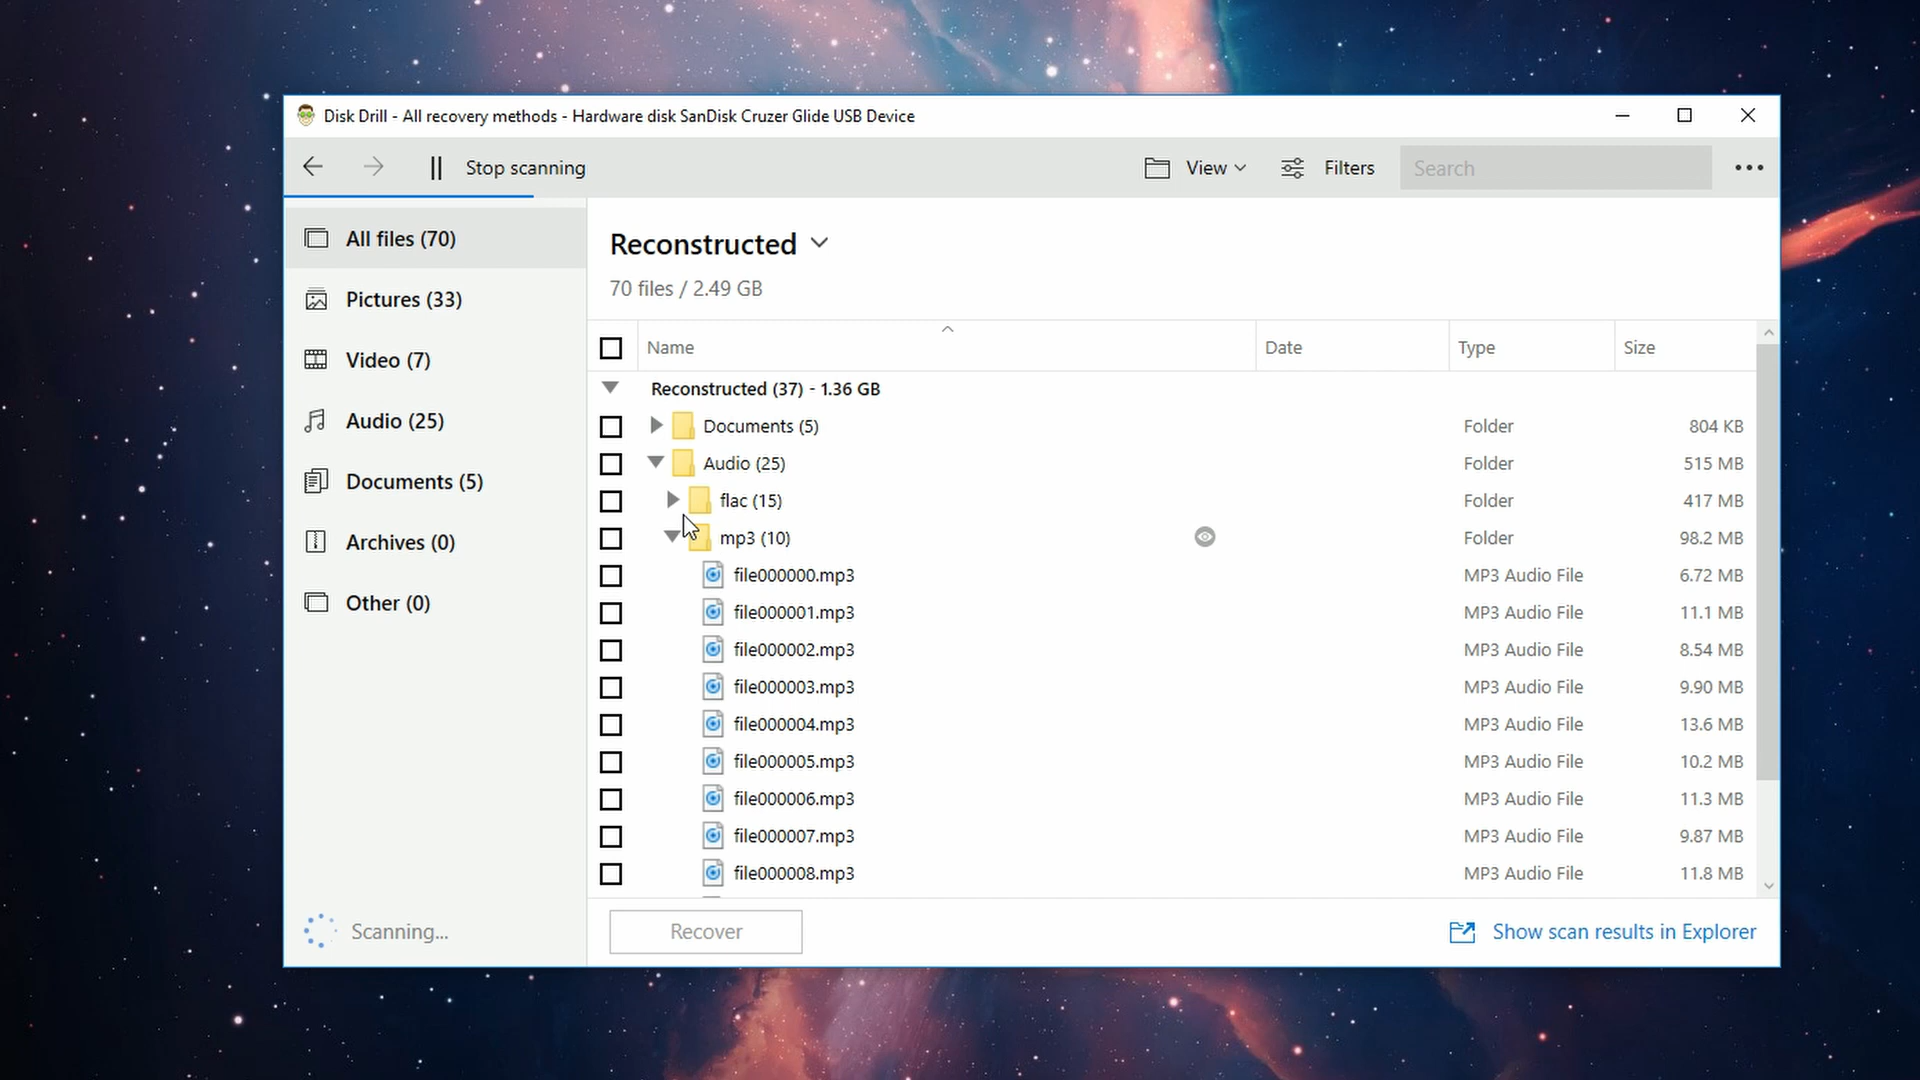 Disk Drill - All recovery methods - Hardware disk SanDisk Cruzer Glide USB Device
Stop scanning
View
Filters
Search
All files (70)
Pictures (33)
Video (7)
Audio (25)
Documents (5)
Archives (0)
Other (0)
Scanning...
Reconstructed
70 files / 2.49 GB
Name Date Type Size
Reconstructed (37) - 1.36 GB
Documents (5) Folder 804 KB
Audio (25) Folder 515 MB
flac (15) Folder 417 MB
mp3 (10) Folder 98.2 MB
file000000.mp3 MP3 Audio File 6.72 MB
file000001.mp3 MP3 Audio File 11.1 MB
file000002.mp3 MP3 Audio File 8.54 MB
file000003.mp3 MP3 Audio File 9.90 MB
file000004.mp3 MP3 Audio File 13.6 MB
file000005.mp3 MP3 Audio File 10.2 MB
file000006.mp3 MP3 Audio File 11.3 MB
file000007.mp3 MP3 Audio File 9.87 MB
file000008.mp3 MP3 Audio File 11.8 MB
Recover
Show scan results in Explorer